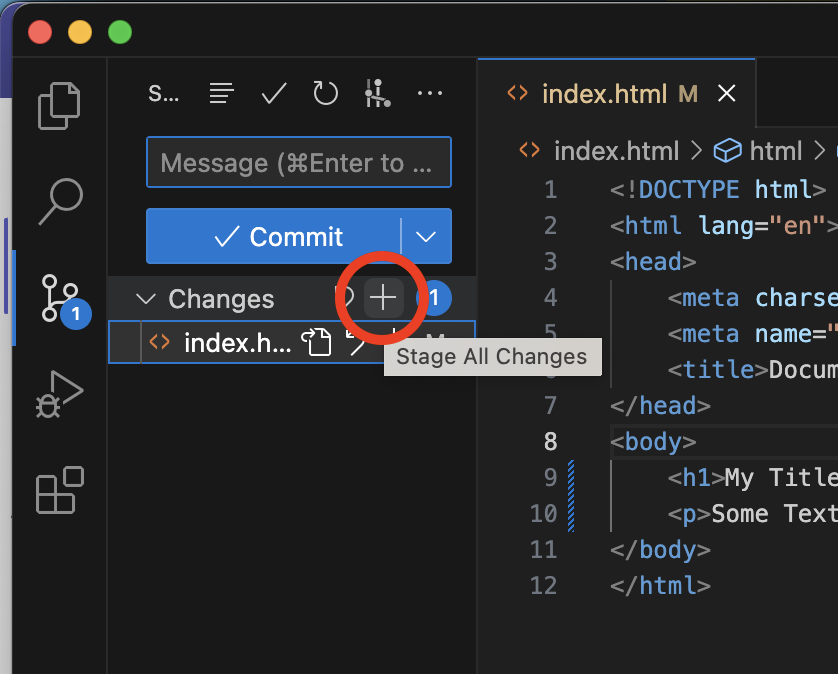 S...
Message (⌘Enter to ...
Commit
Changes
1
index.h...
M
Stage All Changes
1
index.html M
index.html > html >
1 <!DOCTYPE html>
2 <html lang="en">
3 <head>
4 <meta charse
5 <meta name="
6 <title>Docum
7 </head>
8 <body>
9 <h1>My Title
10 <p>Some Text
11 </body>
12 </html>